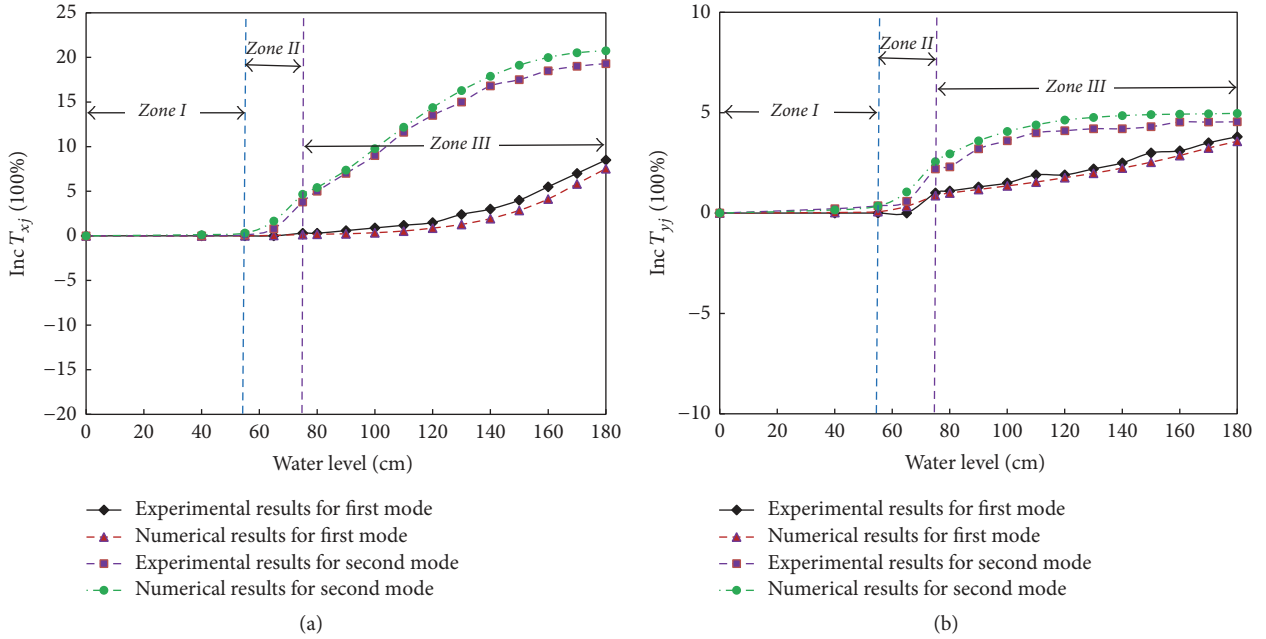 25
20
15
10
5
0
−5
−10
−15
−20
Inc T_xj (100%)
Zone I
Zone II
Zone III
0 20 40 60 80 100 120 140 160 180
Water level (cm)
Experimental results for first mode
Numerical results for first mode
Experimental results for second mode
Numerical results for second mode
(a)
10
5
0
−5
−10
Inc T_yj (100%)
Zone I
Zone II
Zone III
0 20 40 60 80 100 120 140 160 180
Water level (cm)
Experimental results for first mode
Numerical results for first mode
Experimental results for second mode
Numerical results for second mode
(b)